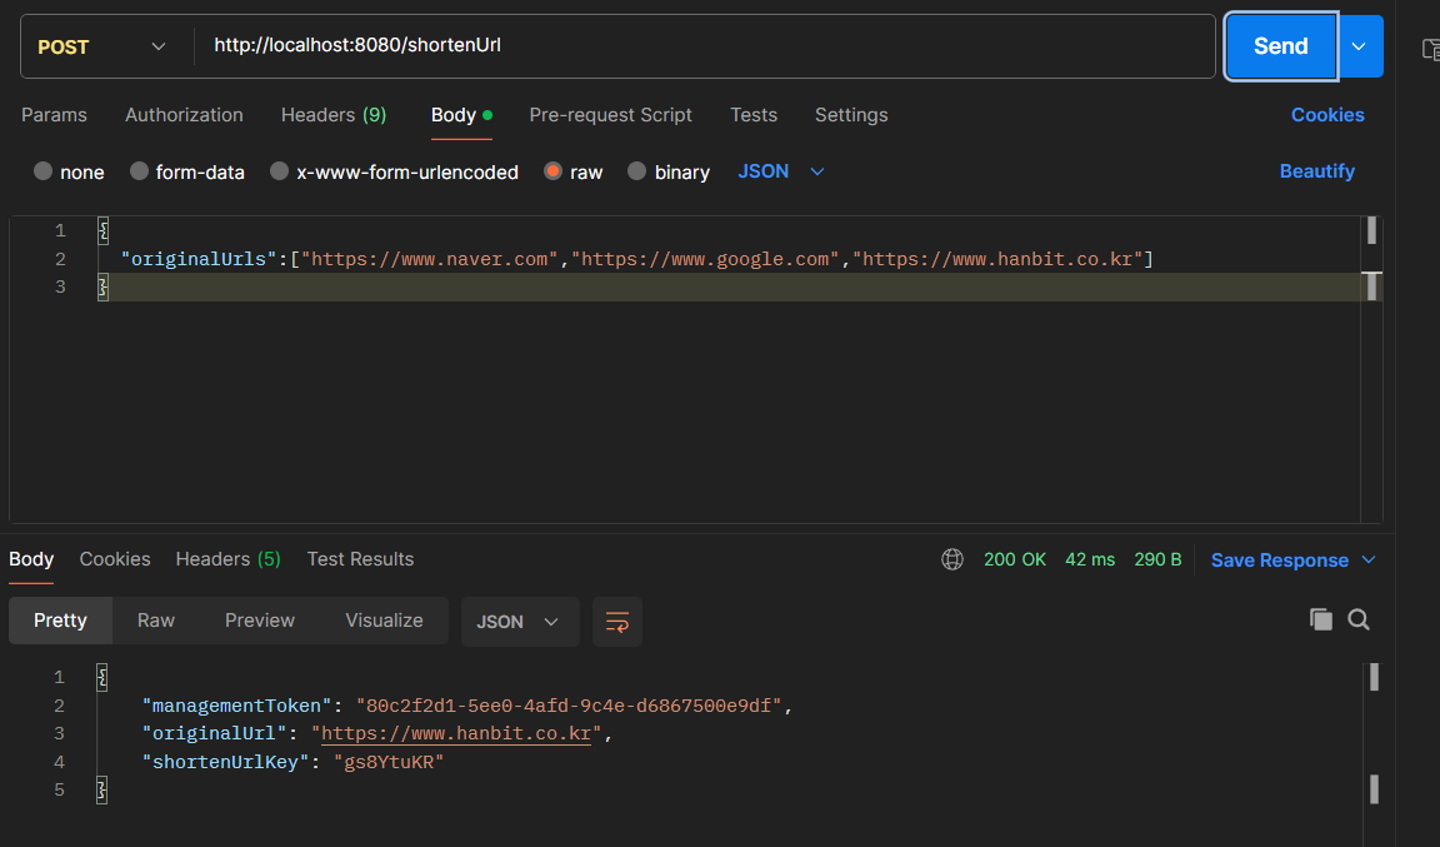 POST http://localhost:8080/shortenUrl Send
Params Authorization Headers (9) Body Pre-request Script Tests Settings Cookies
none form-data x-www-form-urlencoded raw binary JSON Beautify
1 {
2 "originalUrls":["https://www.naver.com","https://www.google.com","https://www.hanbit.co.kr"]
3 }
Body Cookies Headers (5) Test Results 200 OK 42 ms 290 B Save Response
Pretty Raw Preview Visualize JSON
1 {
2 "managementToken": "80c2f2d1-5ee0-4afd-9c4e-d6867500e9df",
3 "originalUrl": "https://www.hanbit.co.kr",
4 "shortenUrlKey": "gs8YtuKR"
5 }